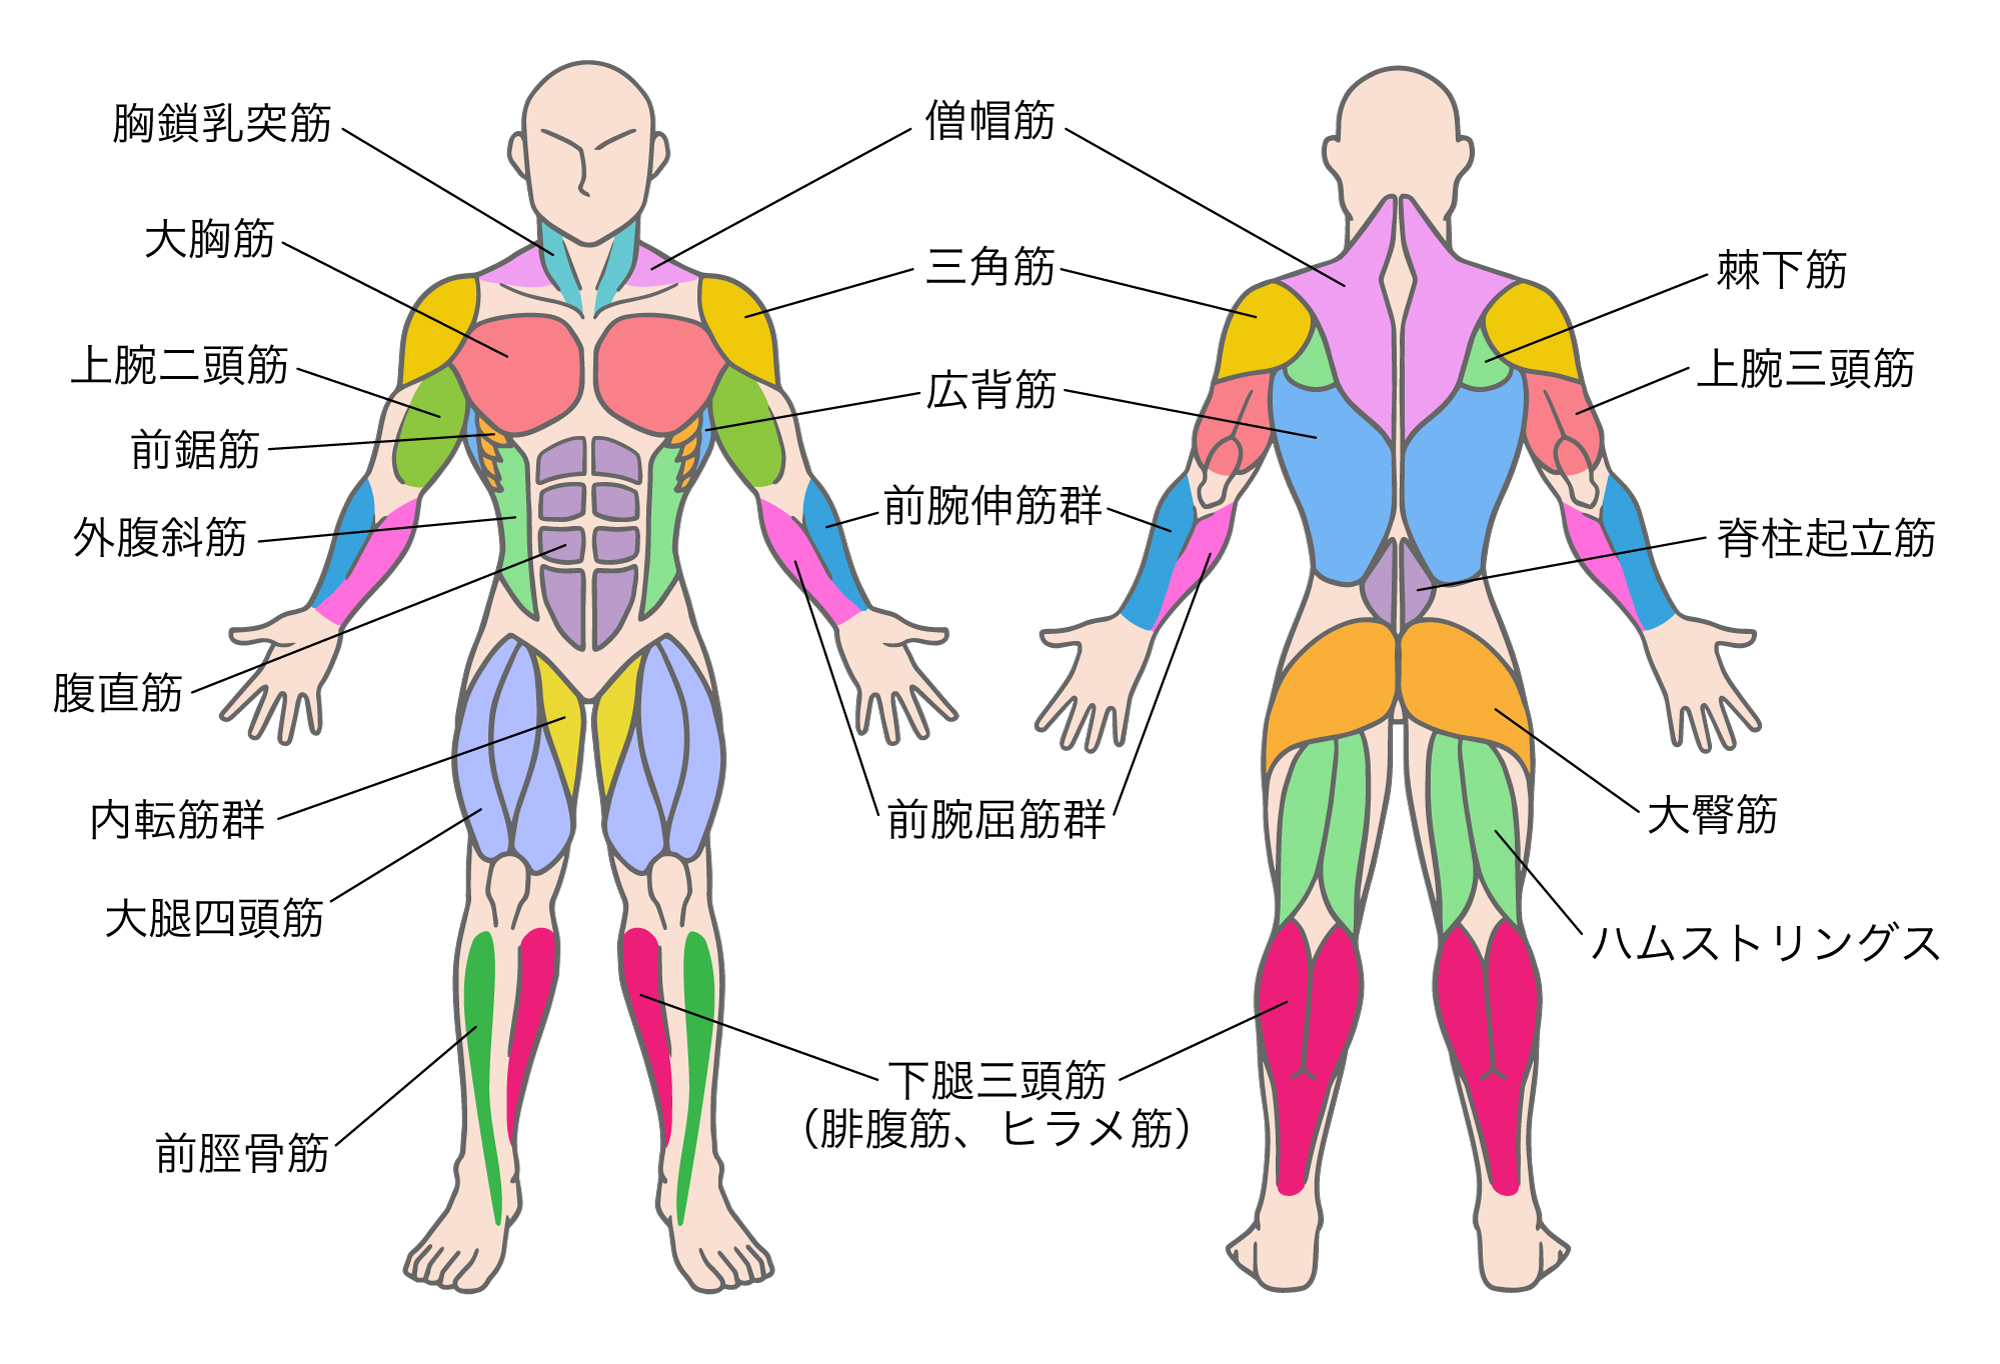 胸鎖乳突筋
大胸筋
上腕二頭筋
前鋸筋
外腹斜筋
腹直筋
内転筋群
大腿四頭筋
前脛骨筋
僧帽筋
三角筋
広背筋
前腕伸筋群
前腕屈筋群
下腿三頭筋
（腓腹筋、ヒラメ筋）
棘下筋
上腕三頭筋
脊柱起立筋
大臀筋
ハムストリングス